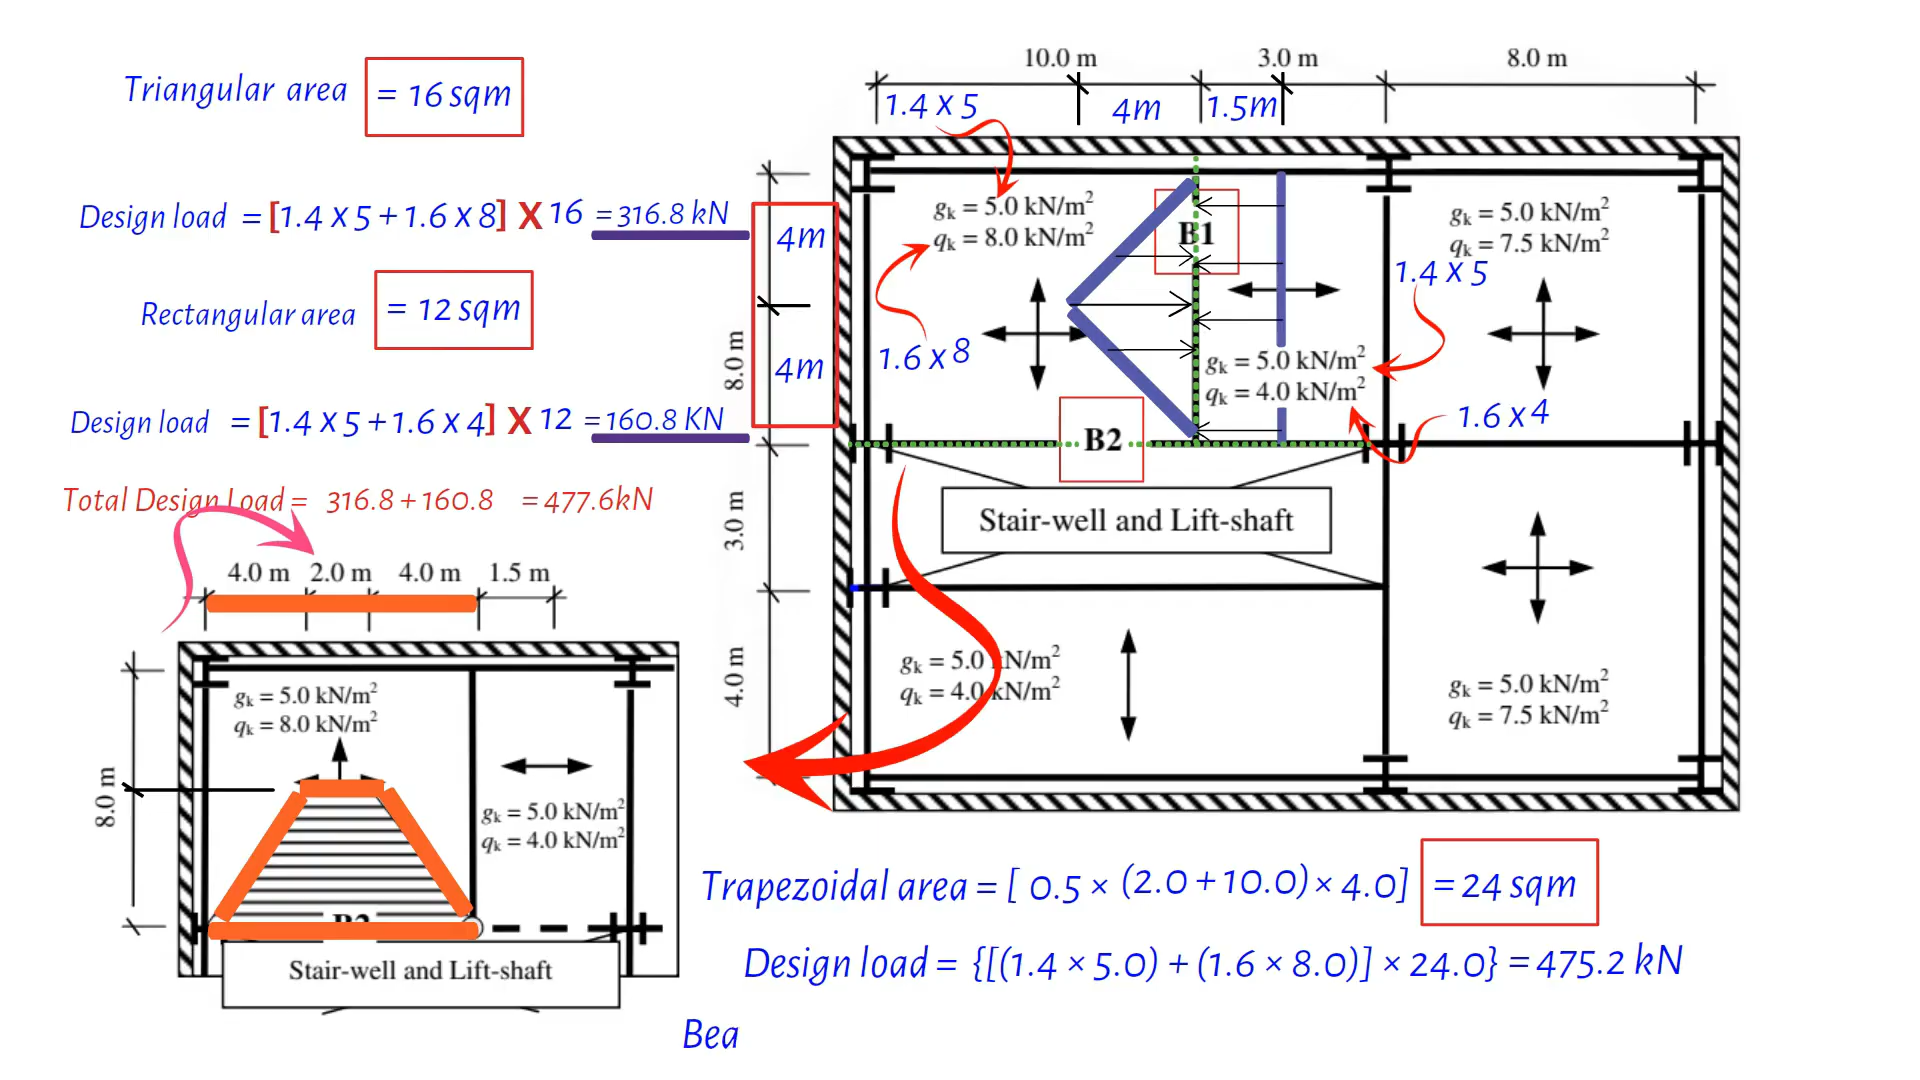 Triangular area = 16 sqm
Design load = [1.4 x 5 + 1.6 x 8] X 16 = 316.8 kN
Rectangular area = 12 sqm
Design load = [1.4 x 5 + 1.6 x 4] X 12 = 160.8 KN
Total Design Load = 316.8 + 160.8 = 477.6kN
10.0 m 3.0 m 8.0 m
1.4 x 5 4m 1.5m
gk = 5.0 kN/m²
qk = 8.0 kN/m²
B1
gk = 5.0 kN/m²
qk = 7.5 kN/m²
1.4 x 5
4m
4m
8.0 m
1.6 x 8
gk = 5.0 kN/m²
qk = 4.0 kN/m²
1.6 x 4
B2
3.0 m
Stair-well and Lift-shaft
4.0 m
gk = 5.0 kN/m²
qk = 4.0 kN/m²
gk = 5.0 kN/m²
qk = 7.5 kN/m²
4.0 m 2.0 m 4.0 m 1.5 m
gk = 5.0 kN/m²
qk = 8.0 kN/m²
8.0 m
gk = 5.0 kN/m²
qk = 4.0 kN/m²
B2
Stair-well and Lift-shaft
Trapezoidal area = [ 0.5 × (2.0 + 10.0) × 4.0] = 24 sqm
Design load = {[(1.4 × 5.0) + (1.6 × 8.0)] × 24.0} = 475.2 kN
Bea